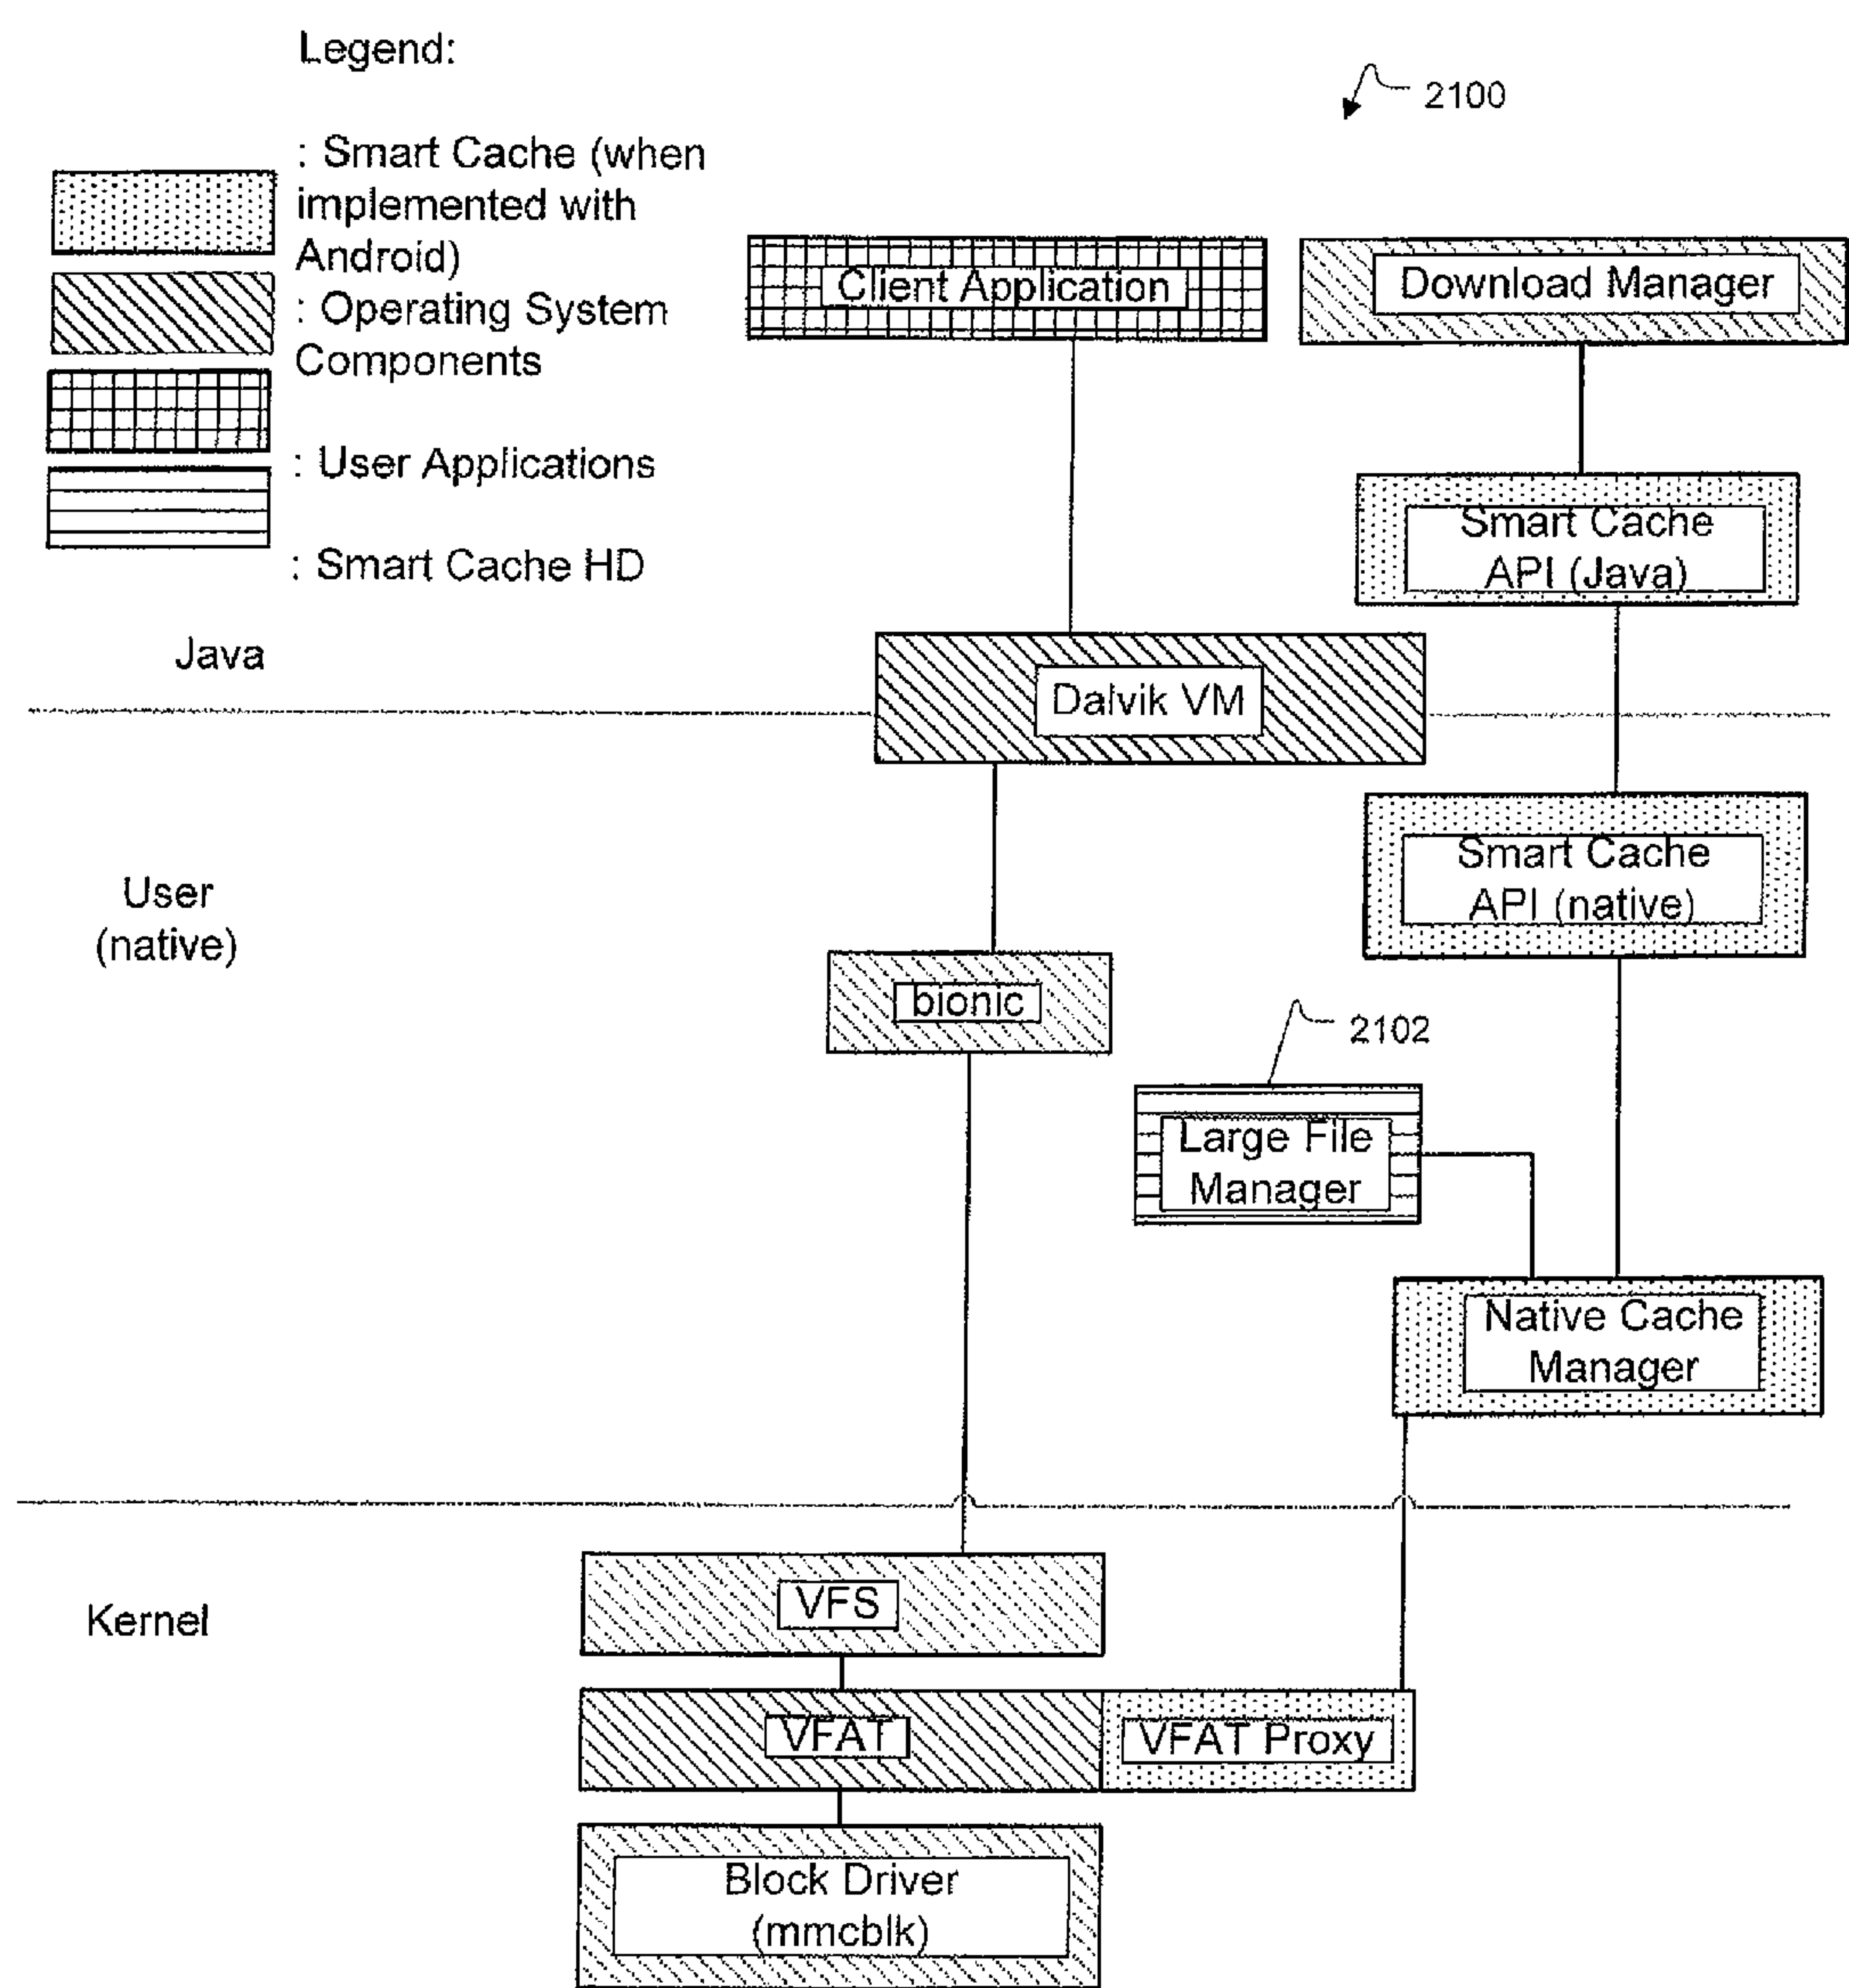 Legend:
: Smart Cache (when
implemented with
Android)
: Operating System
Components
: User Applications
: Smart Cache HD
2100
Client Application
Download Manager
Smart Cache
API (Java)
Java
Dalvik VM
Smart Cache
API (native)
User
(native)
bionic
2102
Large File
Manager
Native Cache
Manager
Kernel
VFS
VFAT
VFAT Proxy
Block Driver
(mmcblk)